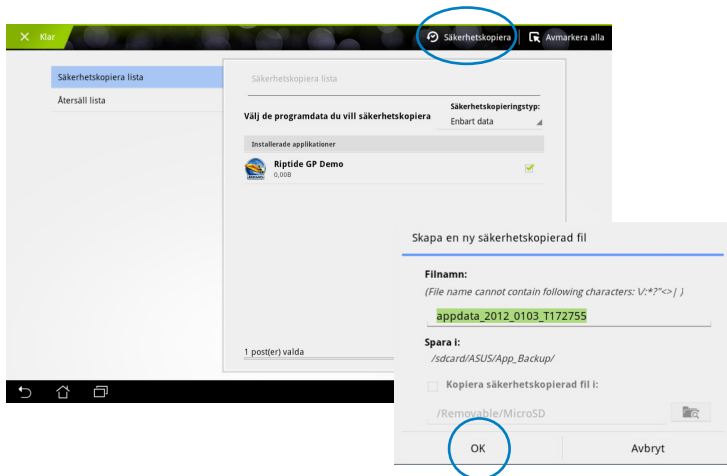 Klar
Säkerhetskopiera
Avmarkera alla
Säkerhetskopiera lista
Återsäll lista
Säkerhetskopiera lista
Välj de programdata du vill säkerhetskopiera
Säkerhetskopieringstyp:
Enbart data
Installerade applikationer
Riptide GP Demo
0,00B
1 post(er) valda
Skapa en ny säkerhetskopierad fil
Filnamn:
(File name cannot contain following characters: \/:*?"<>| )
appdata_2012_0103_T172755
Spara i:
/sdcard/ASUS/App_Backup/
Kopiera säkerhetskopierad fil i:
/Removable/MicroSD
OK
Avbryt